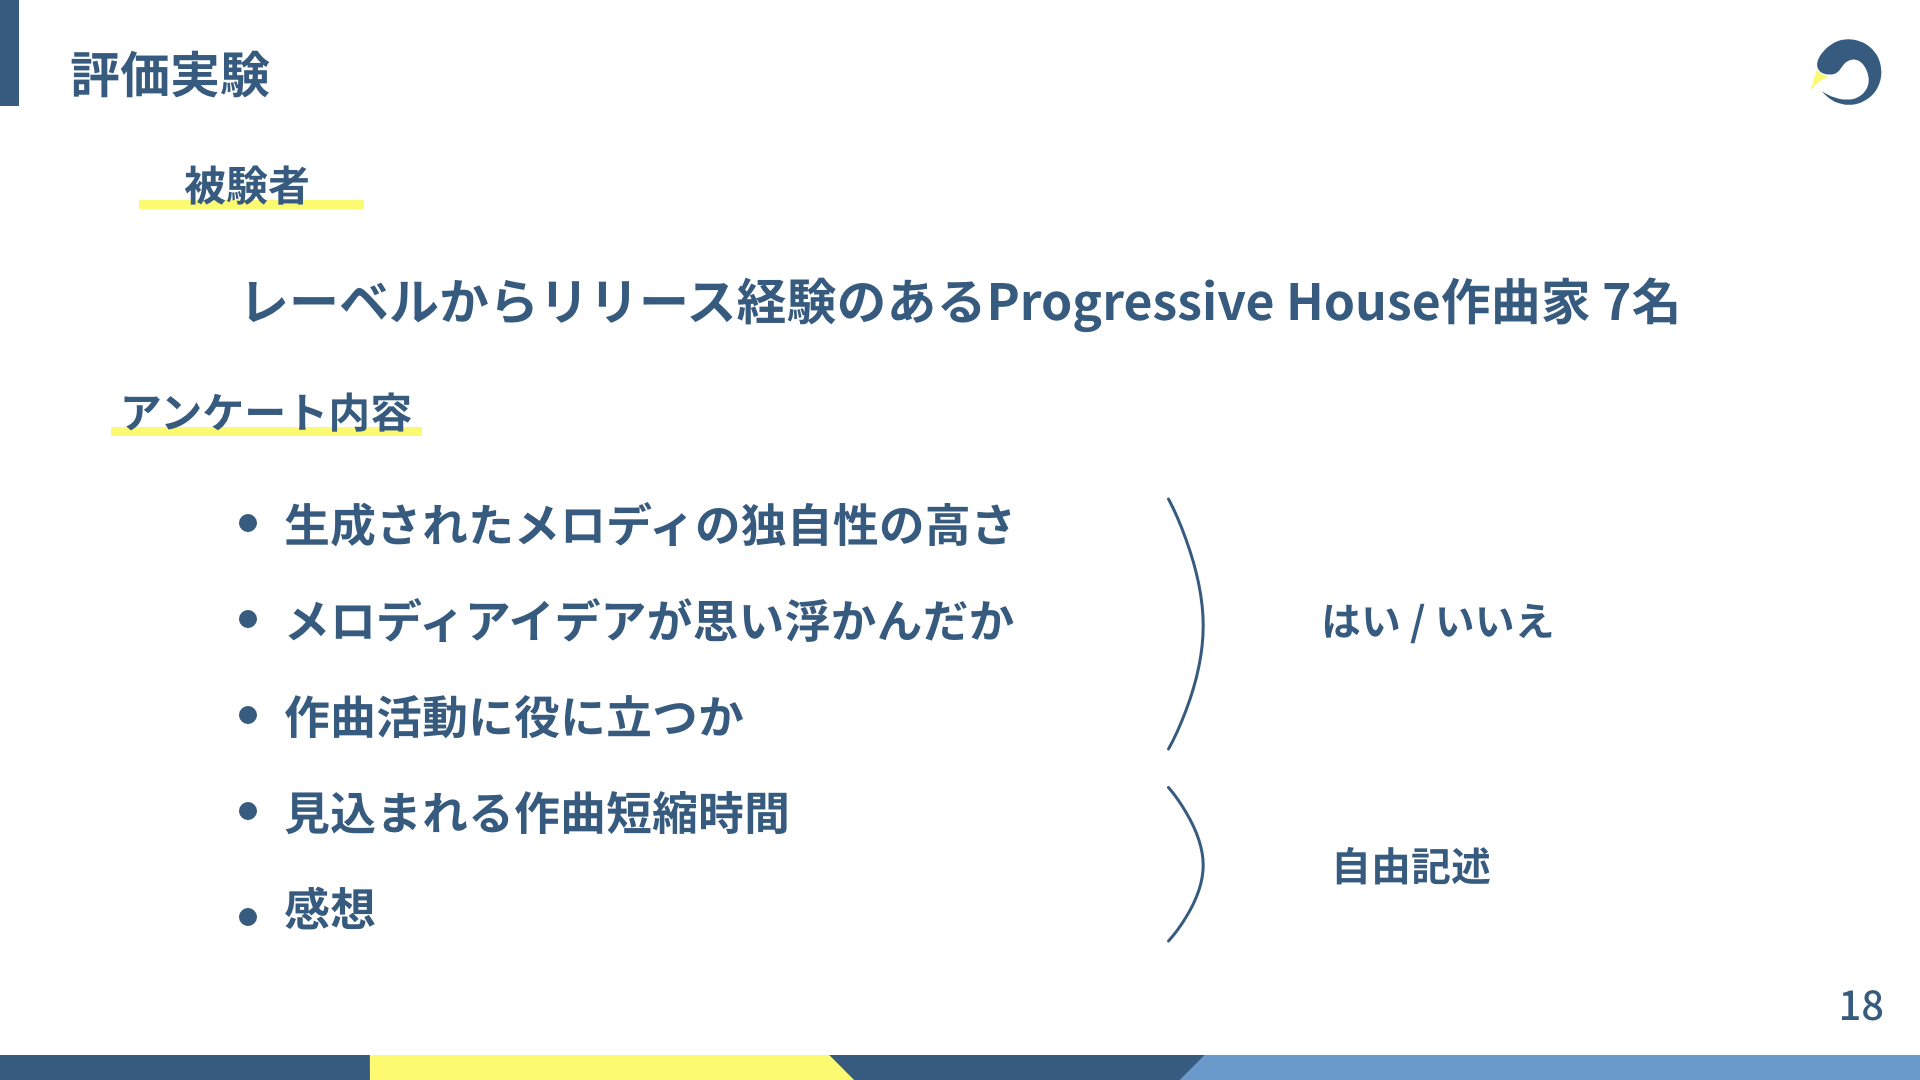 評価実験
被験者
レーベルからリリース経験のあるProgressive House作曲家 7名
アンケート内容
● 生成されたメロディの独自性の高さ
● メロディアイデアが思い浮かんだか
● 作曲活動に役に立つか
はい / いいえ
● 見込まれる作曲短縮時間
● 感想
自由記述
18